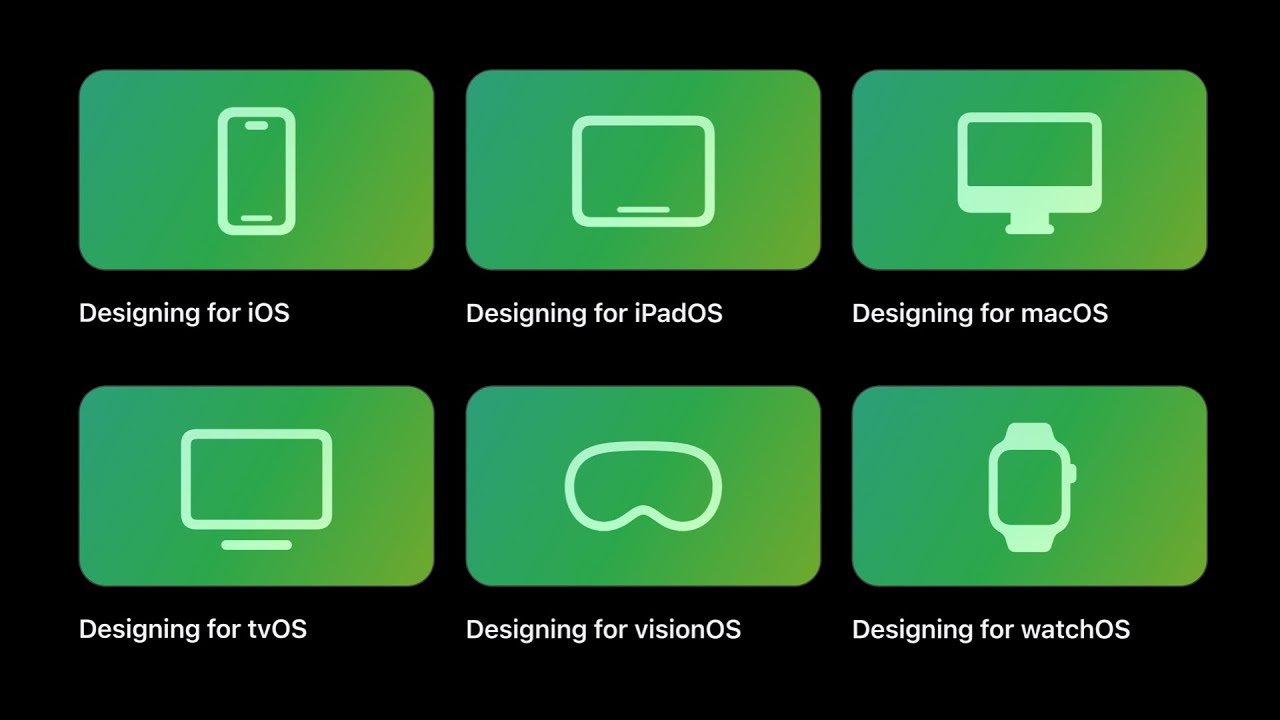 Designing for iOS
Designing for iPadOS
Designing for macOS
Designing for tvOS
Designing for visionOS
Designing for watchOS